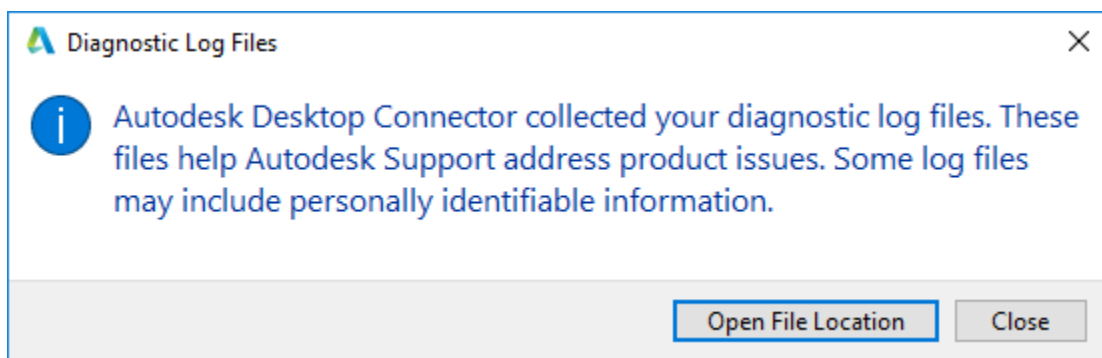 Diagnostic Log Files
Autodesk Desktop Connector collected your diagnostic log files. These
files help Autodesk Support address product issues. Some log files
may include personally identifiable information.
Open File Location
Close